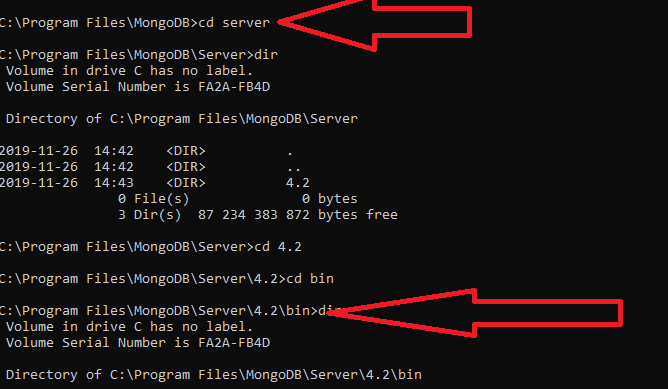 C:\Program Files\MongoDB>cd server
C:\Program Files\MongoDB\Server>dir
Volume in drive C has no label.
Volume Serial Number is FA2A-FB4D
Directory of C:\Program Files\MongoDB\Server
2019-11-26  14:42    <DIR>          .
2019-11-26  14:42    <DIR>          ..
2019-11-26  14:43    <DIR>          4.2
0 File(s)              0 bytes
3 Dir(s)  87 234 383 872 bytes free
C:\Program Files\MongoDB\Server>cd 4.2
C:\Program Files\MongoDB\Server\4.2>cd bin
C:\Program Files\MongoDB\Server\4.2\bin>dir
Volume in drive C has no label.
Volume Serial Number is FA2A-FB4D
Directory of C:\Program Files\MongoDB\Server\4.2\bin